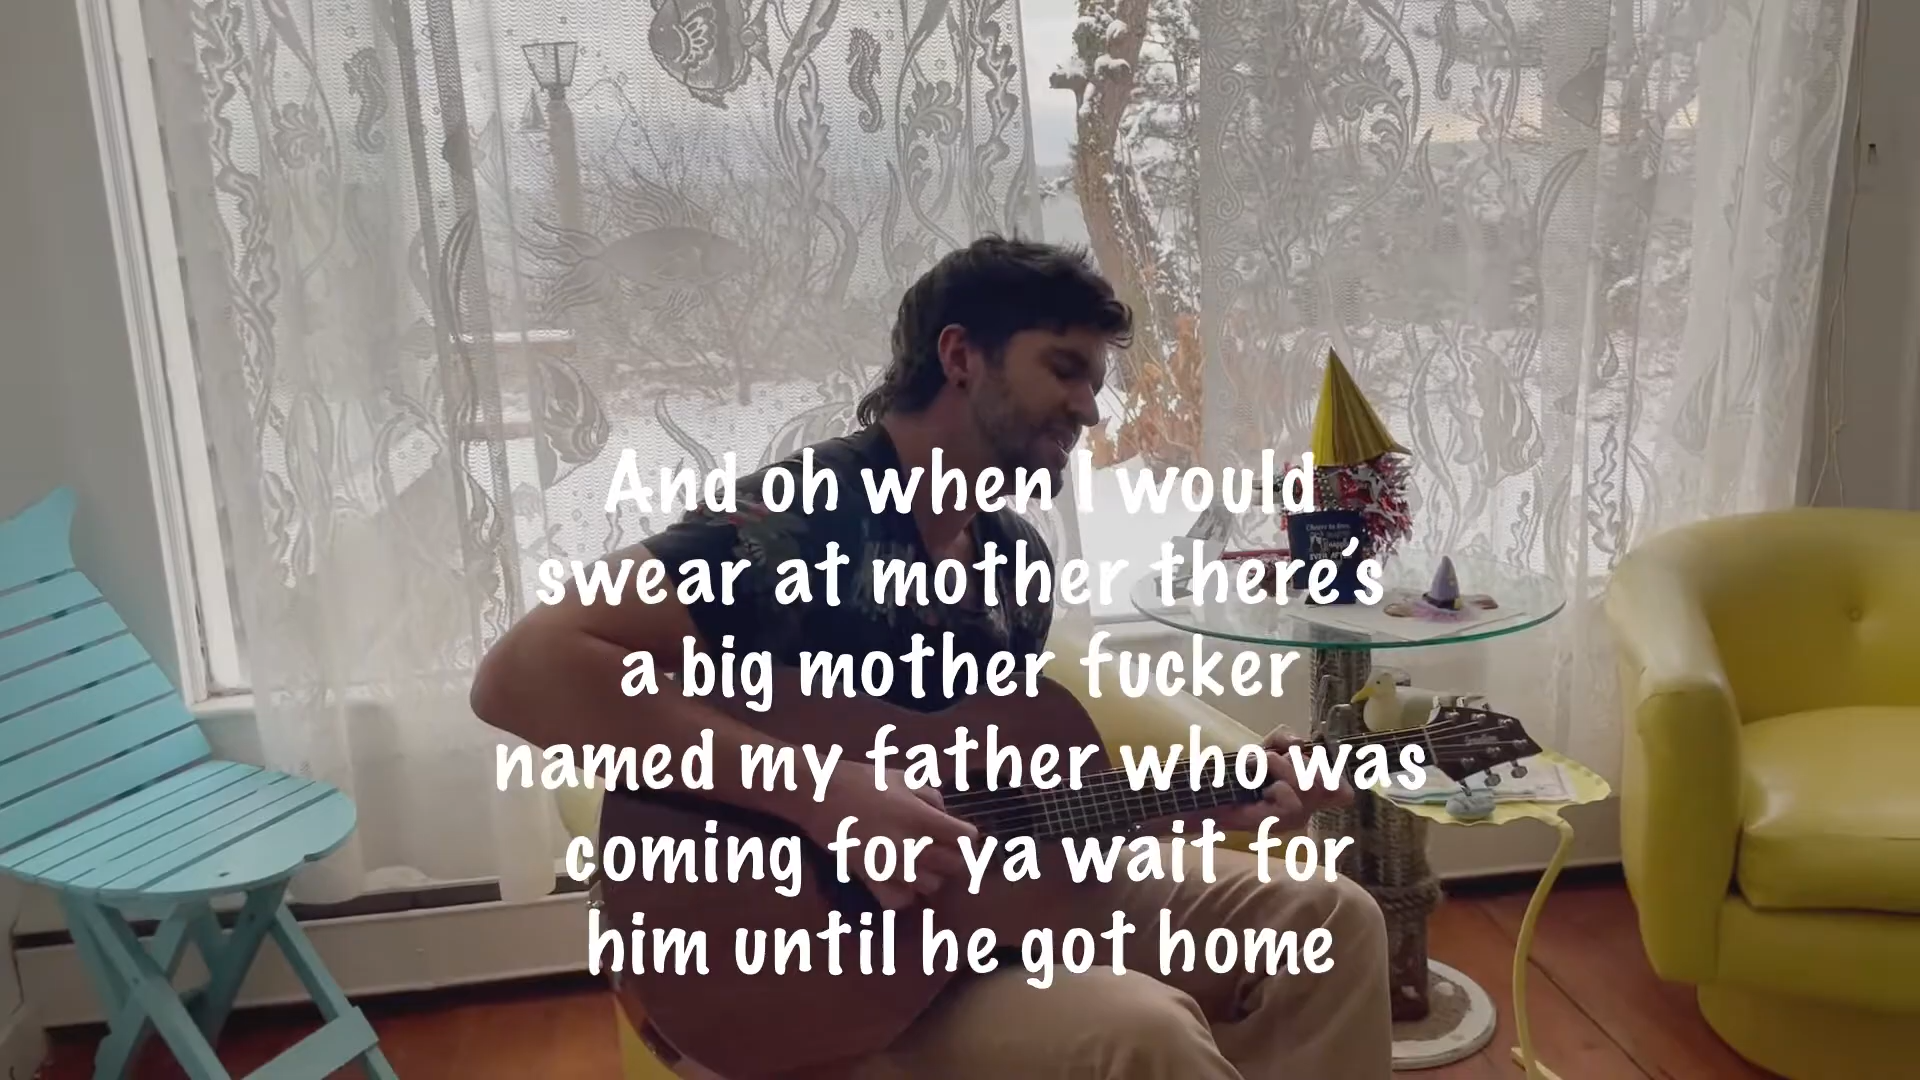 And oh when I would
swear at mother there's
a big mother fucker
named my father who was
coming for ya wait for
him until he got home